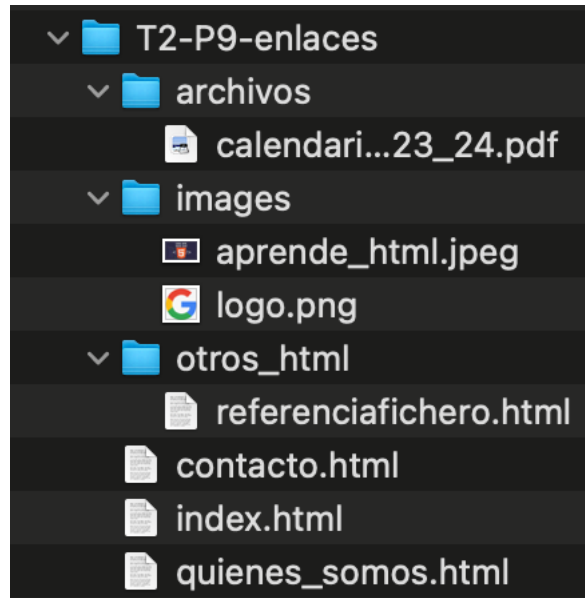 T2-P9-enlaces
archivos
calendari...23_24.pdf
images
aprende_html.jpeg
logo.png
otros_html
referenciafichero.html
contacto.html
index.html
quienes_somos.html